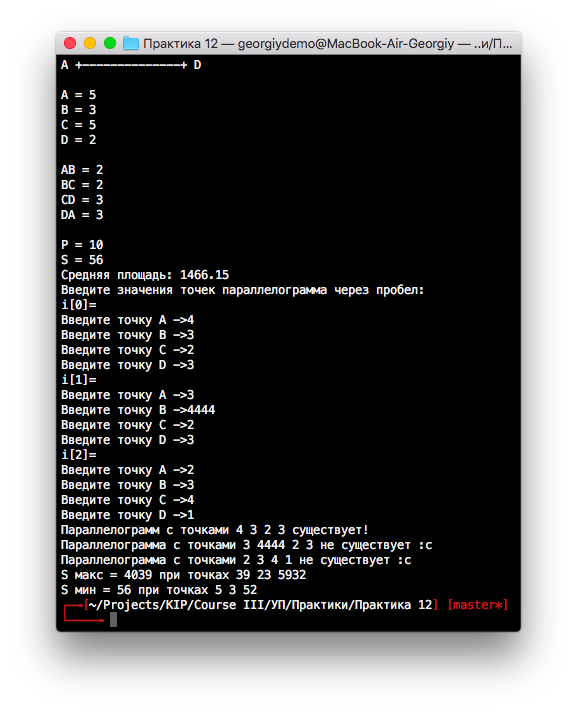 Практика 12 — georgiydemo@MacBook-Air-Georgiy — ..и/П...
A +——————————————+ D
A = 5
B = 3
C = 5
D = 2
AB = 2
BC = 2
CD = 3
DA = 3
P = 10
S = 56
Средняя площадь: 1466.15
Введите значения точек параллелограмма через пробел:
i[0]=
Введите точку A —>4
Введите точку B —>3
Введите точку C —>2
Введите точку D —>3
i[1]=
Введите точку A —>3
Введите точку B —>4444
Введите точку C —>2
Введите точку D —>3
i[2]=
Введите точку A —>2
Введите точку B —>3
Введите точку C —>4
Введите точку D —>1
Параллелограмм с точками 4 3 2 3 существует!
Параллелограмма с точками 3 4444 2 3 не существует :c
Параллелограмма с точками 2 3 4 1 не существует :c
S макс = 4039 при точках 39 23 5932
S мин = 56 при точках 5 3 52
[~/Projects/KIP/Course III/УП/Практики/Практика 12] [master*]